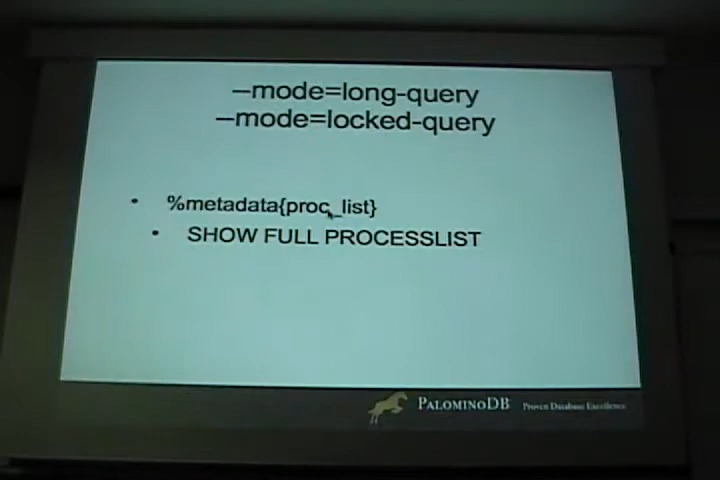 –mode=long-query
–mode=locked-query
• %metadata{proc_list}
• SHOW FULL PROCESSLIST
PALOMINODB Proven Database Excellence